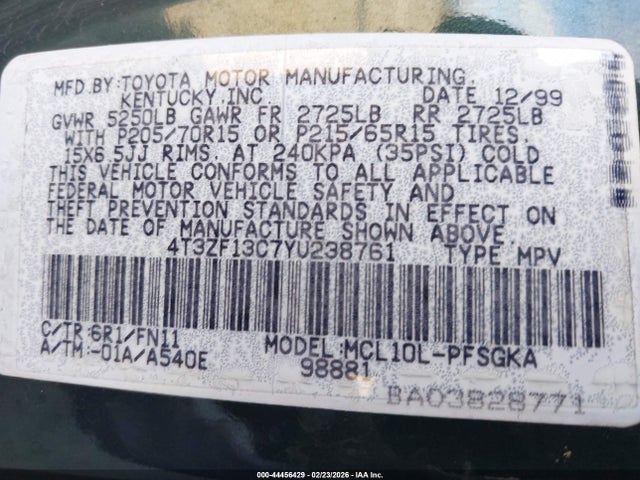 MFD.BY:TOYOTA MOTOR MANUFACTURING,
KENTUCKY,INC. DATE 12/99
GVWR 5250LB GAWR FR 2725LB RR 2725LB
WITH P205/70R15 OR P215/65R15 TIRES,
15X6.5JJ RIMS, AT 240KPA (35PSI) COLD
THIS VEHICLE CONFORMS TO ALL APPLICABLE
FEDERAL MOTOR VEHICLE SAFETY AND
THEFT PREVENTION STANDARDS IN EFFECT ON
THE DATE OF MANUFACTURE SHOWN ABOVE.
4T3ZF13C7YU238761 TYPE MPV
C/TR:6R1/FN11
A/TM:-01A/A540E
MODEL:MCL10L-PFSGKA
98881
BA03828771
000-44456429 - 02/23/2026 - IAA Inc.